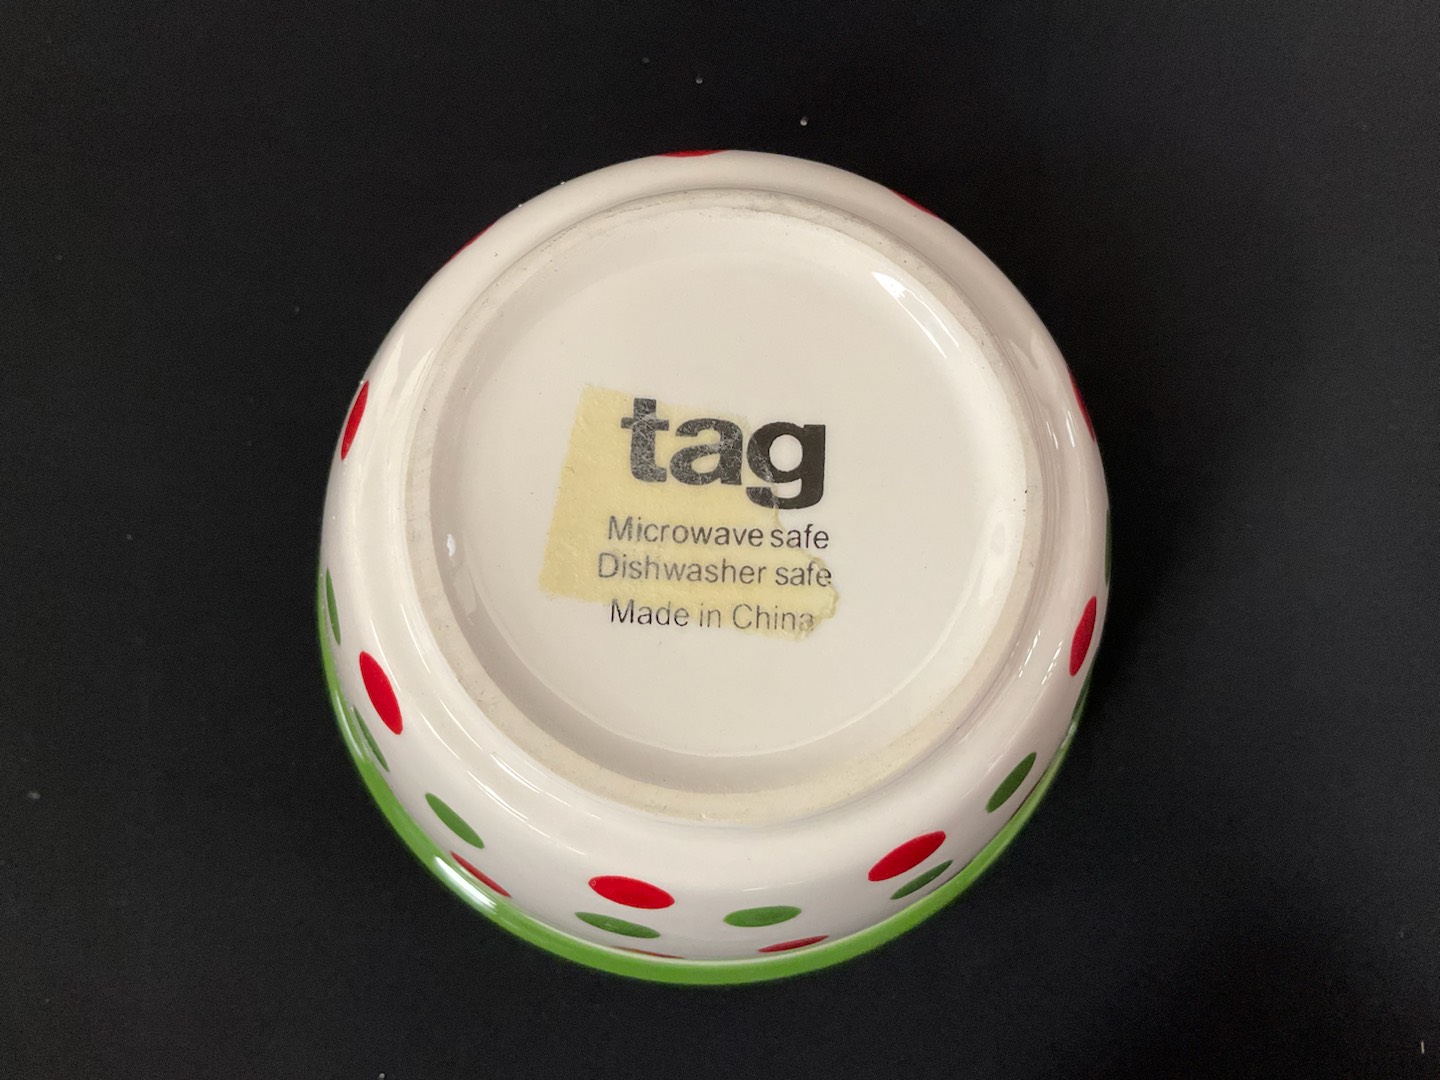 tag
Microwave safe
Dishwasher safe
Made in China